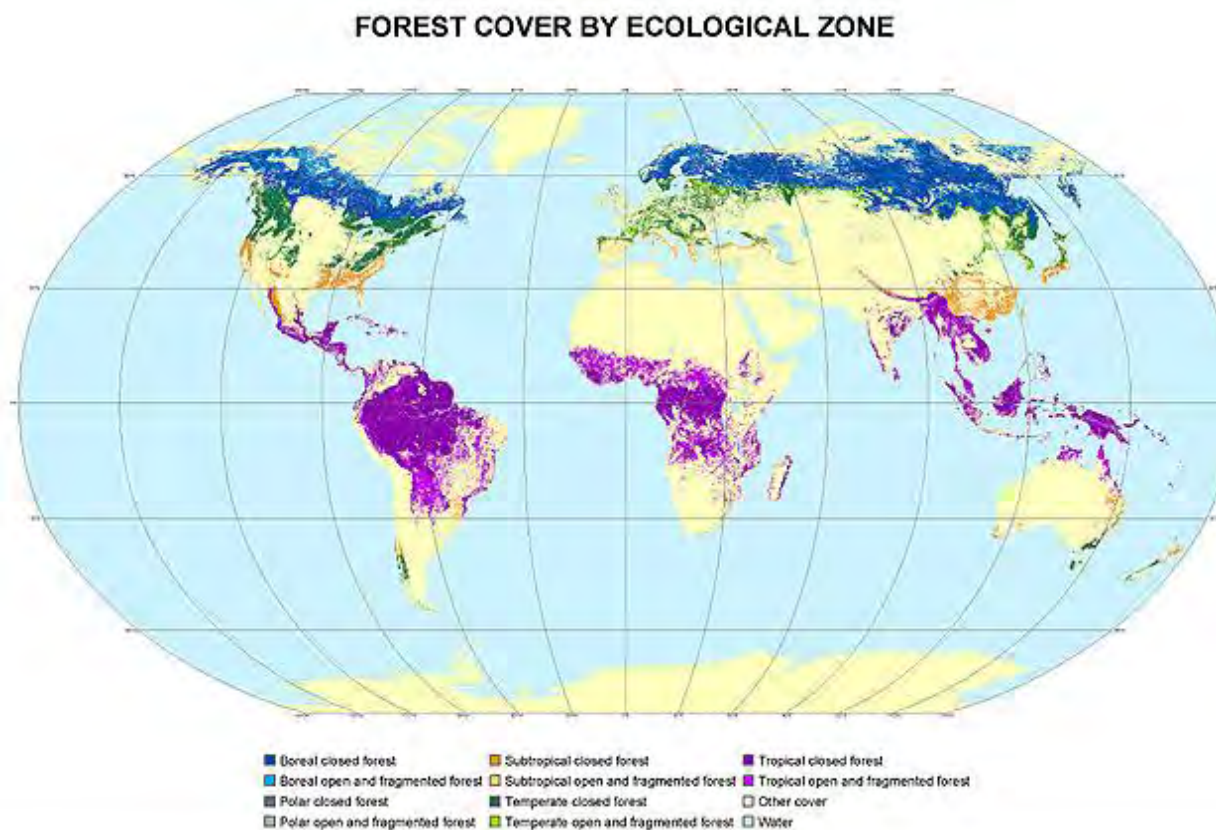 FOREST COVER BY ECOLOGICAL ZONE
Boreal closed forest
Boreal open and fragmented forest
Polar closed forest
Polar open and fragmented forest
Subtropical closed forest
Subtropical open and fragmented forest
Temperate closed forest
Temperate open and fragmented forest
Tropical closed forest
Tropical open and fragmented forest
Other cover
Water